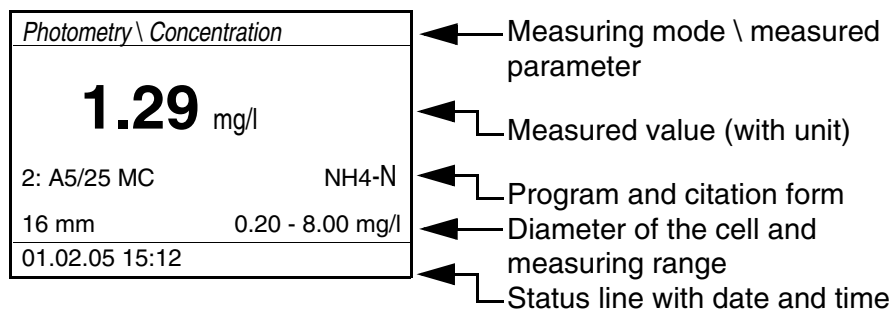 Photometry \ Concentration
1.29 mg/l
2: A5/25 MC NH4-N
16 mm 0.20 - 8.00 mg/l
01.02.05 15:12
Measuring mode \ measured
parameter
Measured value (with unit)
Program and citation form
Diameter of the cell and
measuring range
Status line with date and time